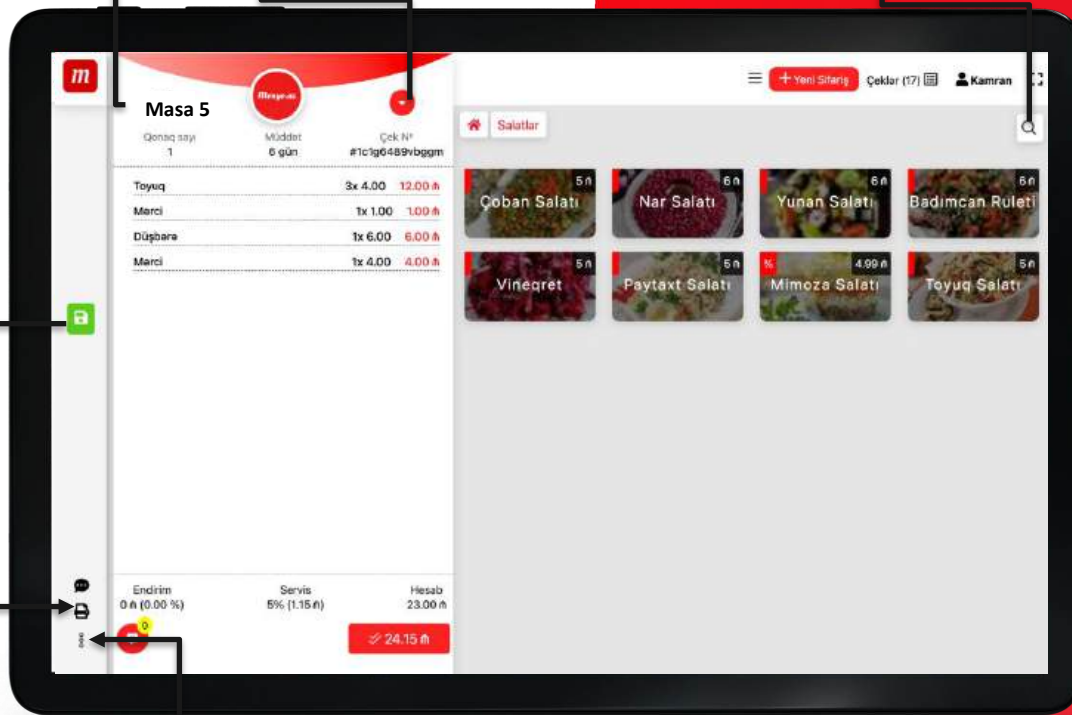 m
Masa 5
Menyu.az
Qonaq sayı
1
Müddət
6 gün
Çek Nº
#1c1g6489vbggm
Toyuq 3x 4.00 12.00 ₼
Mərci 1x 1.00 1.00 ₼
Düşbərə 1x 6.00 6.00 ₼
Mərci 1x 4.00 4.00 ₼
Endirim
0 ₼ (0.00 %)
Servis
5% (1.15 ₼)
Hesab
23.00 ₼
0
24.15 ₼
+ Yeni Sifariş
Çeklər (17)
Kamran
Salatlar
5 ₼
Çoban Salatı
6 ₼
Nar Salatı
6 ₼
Yunan Salatı
6 ₼
Badımcan Ruleti
5 ₼
Vineqret
5 ₼
Paytaxt Salatı
% 4.99 ₼
Mimoza Salatı
5 ₼
Toyuq Salatı